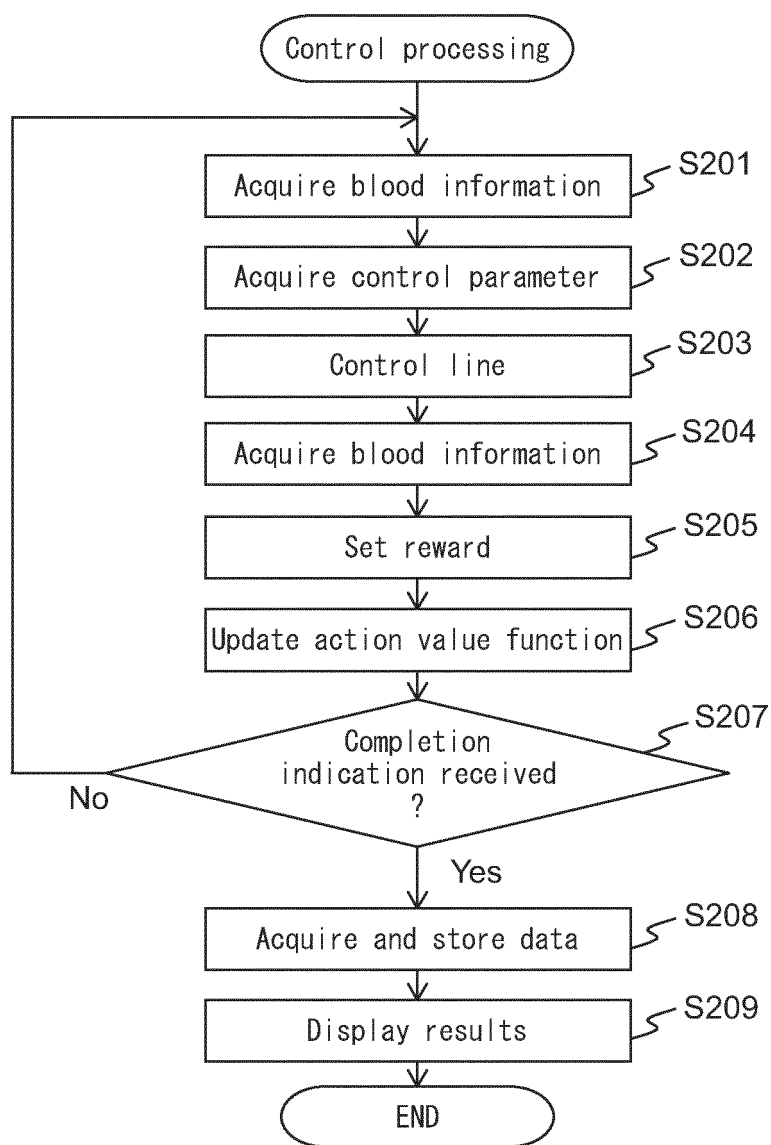 Control processing
S201
Acquire blood information
S202
Acquire control parameter
S203
Control line
S204
Acquire blood information
S205
Set reward
S206
Update action value function
S207
Completion
indication received
?
No
Yes
S208
Acquire and store data
S209
Display results
END